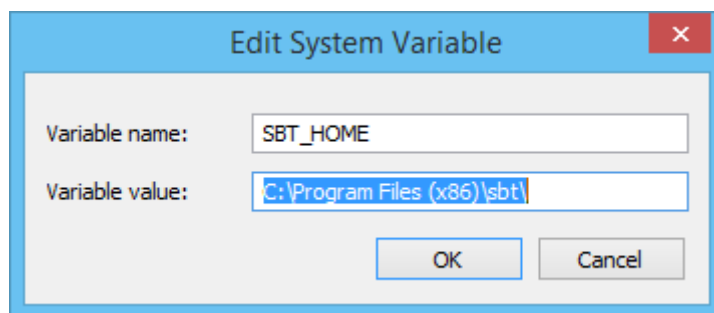 Edit System Variable
Variable name: SBT_HOME
Variable value: C:\Program Files (x86)\sbt\
OK Cancel